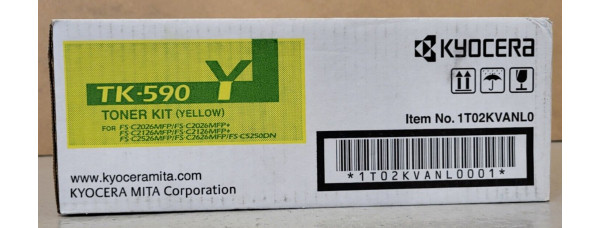 TK-590 Y
TONER KIT (YELLOW)
FOR FS-C2026MFP/FS-C2026MFP+
FS-C2126MFP/FS-C2126MFP+
FS-C2526MFP/FS-C2626MFP/FS-C5250DN
www.kyoceramita.com
KYOCERA MITA Corporation
KYOCERA
Item No. 1T02KVANL0
*1T02KVANL0001*